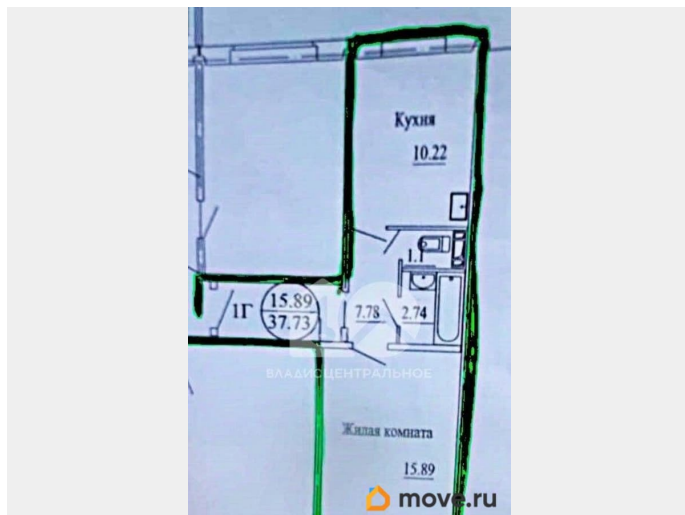 Кухня
10.22
1.1
15.89
1Г
37.73
7.78
2.74
ВЛАДИСЦЕНТРАЛЬНОЕ
Жилая комната
15.89
move.ru